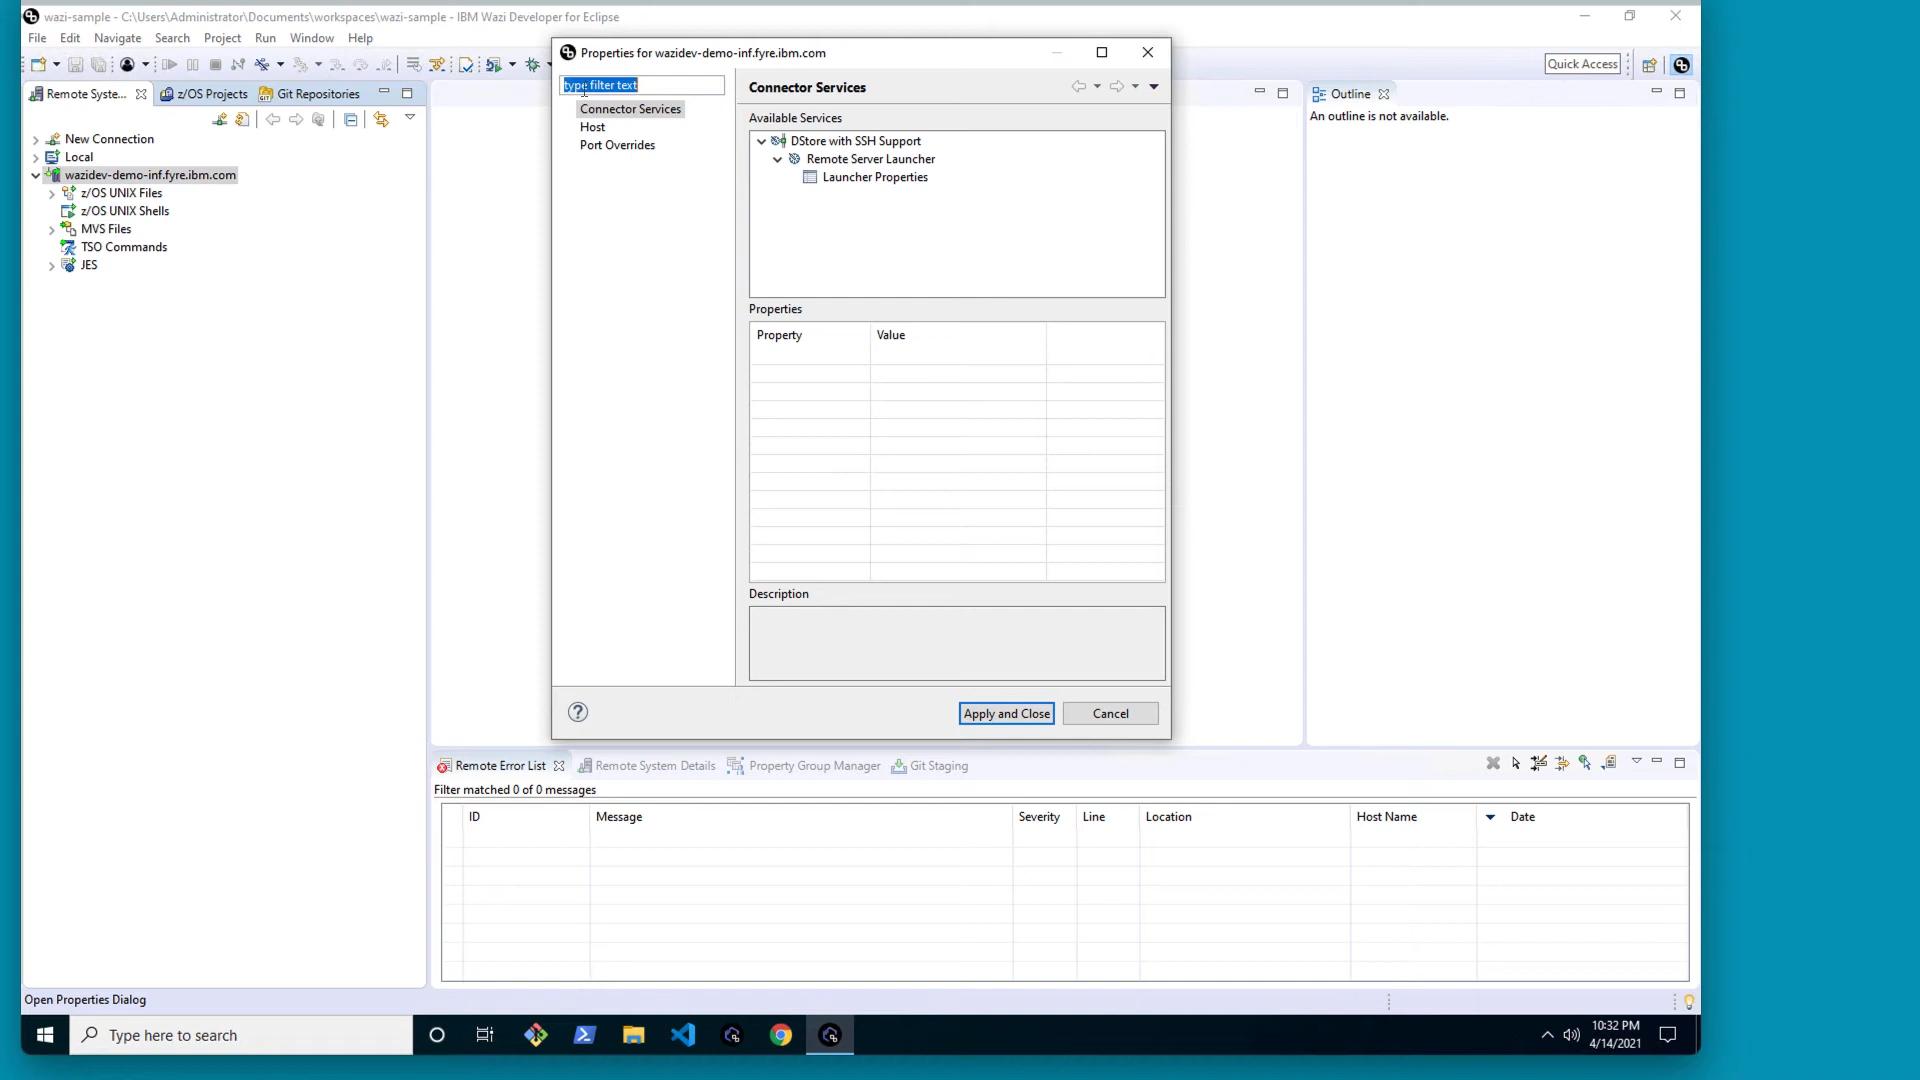 wazi-sample - C:\Users\Administrator\Documents\workspaces\wazi-sample - IBM Wazi Developer for Eclipse
File Edit Navigate Search Project Run Window Help
Quick Access
Remote Syste... z/OS Projects Git Repositories
New Connection
Local
wazidev-demo-inf.fyre.ibm.com
z/OS UNIX Files
z/OS UNIX Shells
MVS Files
TSO Commands
JES
Properties for wazidev-demo-inf.fyre.ibm.com
type filter text
Connector Services
Host
Port Overrides
Connector Services
Available Services
DStore with SSH Support
Remote Server Launcher
Launcher Properties
Properties
Property Value
Description
Apply and Close Cancel
Outline
An outline is not available.
Remote Error List Remote System Details Property Group Manager Git Staging
Filter matched 0 of 0 messages
ID Message Severity Line Location Host Name Date
Open Properties Dialog
Type here to search
10:32 PM
4/14/2021